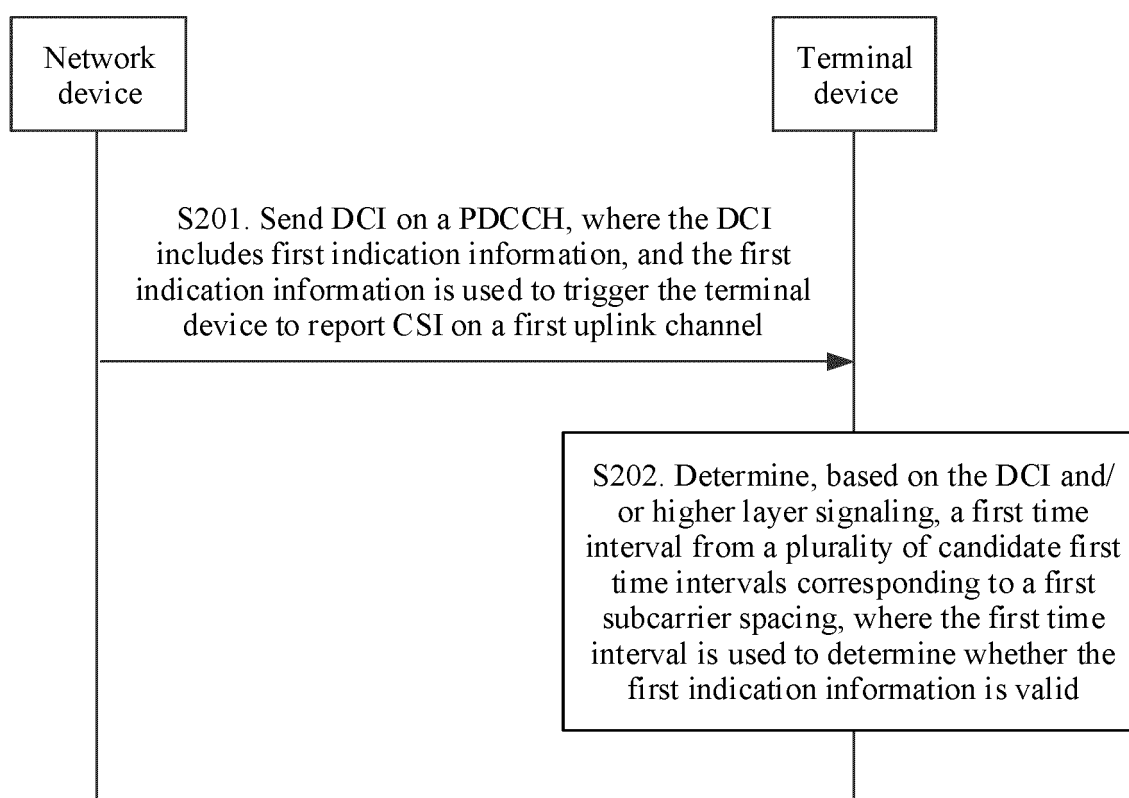 Network
device
Terminal
device
S201. Send DCI on a PDCCH, where the DCI
includes first indication information, and the first
indication information is used to trigger the terminal
device to report CSI on a first uplink channel
S202. Determine, based on the DCI and/
or higher layer signaling, a first time
interval from a plurality of candidate first
time intervals corresponding to a first
subcarrier spacing, where the first time
interval is used to determine whether the
first indication information is valid